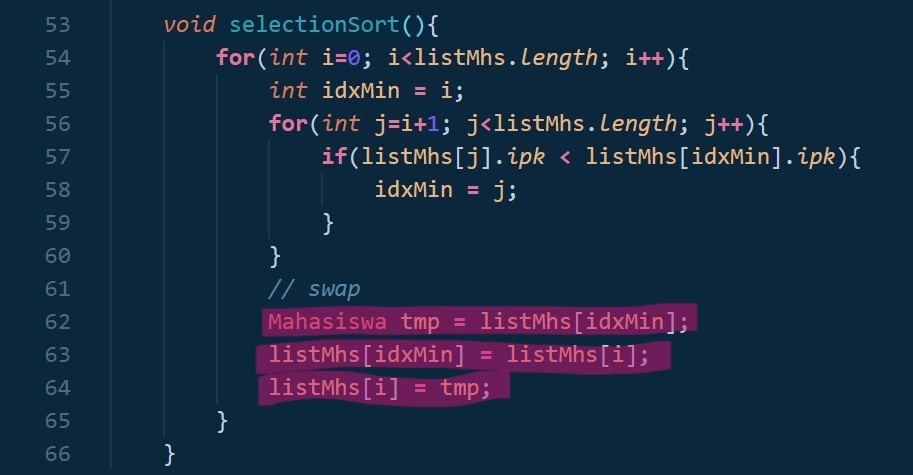 53 void selectionSort(){
54 for(int i=0; i<listMhs.length; i++){
55 int idxMin = i;
56 for(int j=i+1; j<listMhs.length; j++){
57 if(listMhs[j].ipk < listMhs[idxMin].ipk){
58 idxMin = j;
59 }
60 }
61 // swap
62 Mahasiswa tmp = listMhs[idxMin];
63 listMhs[idxMin] = listMhs[i];
64 listMhs[i] = tmp;
65 }
66 }